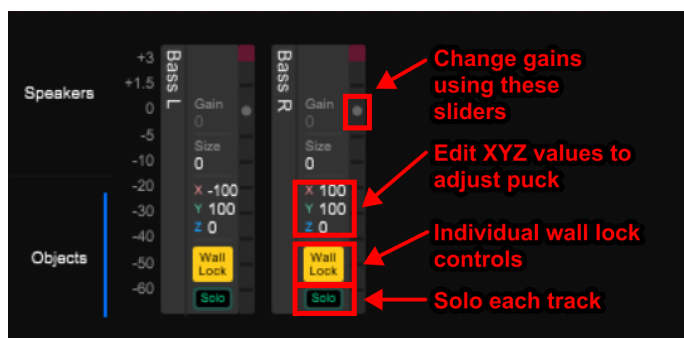 Speakers
Objects
+3
+1.5
0
-5
-10
-20
-30
-40
-50
-60
Bass L
Gain
0
Size
0
X -100
Y 100
Z 0
Wall
Lock
Solo
Bass R
Gain
0
Size
0
X 100
Y 100
Z 0
Wall
Lock
Solo
Change gains
using these
sliders
Edit XYZ values to
adjust puck
Individual wall lock
controls
Solo each track